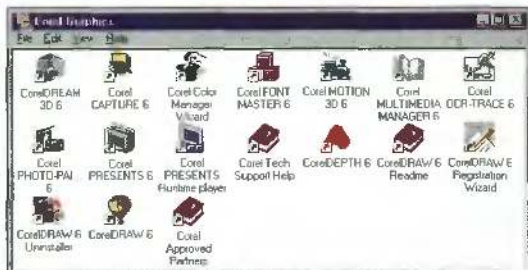 Corel Graphics
File Edit View Help
CorelDREAM 3D 6
Corel CAPTURE 6
Corel Color Manager Wizard
Corel FONT MASTER 6
Corel MOTION 3D 6
Corel MULTIMEDIA MANAGER 6
Corel OCR-TRACE 6
Corel PHOTO-PAI... 6
Corel PRESENTS 6
Corel PRESENTS Runtime player
Corel Tech Support Help
CorelDEPTH 6
CorelDRAW 6 Readme
CorelDRAW 6 Registration Wizard
CorelDRAW 6 Uninstaller
CorelDRAW 6
Corel Approved Partners